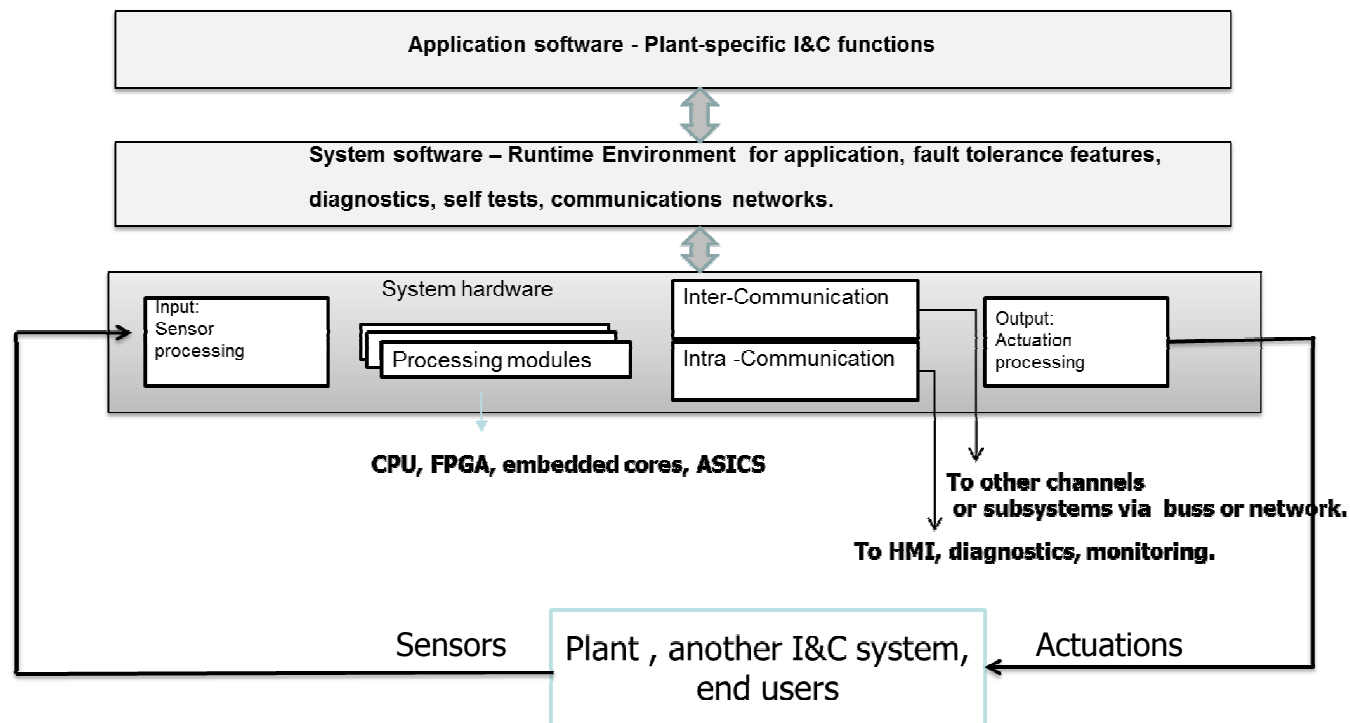 Application software - Plant-specific I&C functions
System software – Runtime Environment for application, fault tolerance features,
diagnostics, self tests, communications networks.
System hardware
Input:
Sensor
processing
Processing modules
Inter-Communication
Intra -Communication
Output:
Actuation
processing
CPU, FPGA, embedded cores, ASICS
To other channels
or subsystems via buss or network.
To HMI, diagnostics, monitoring.
Sensors
Plant , another I&C system,
end users
Actuations